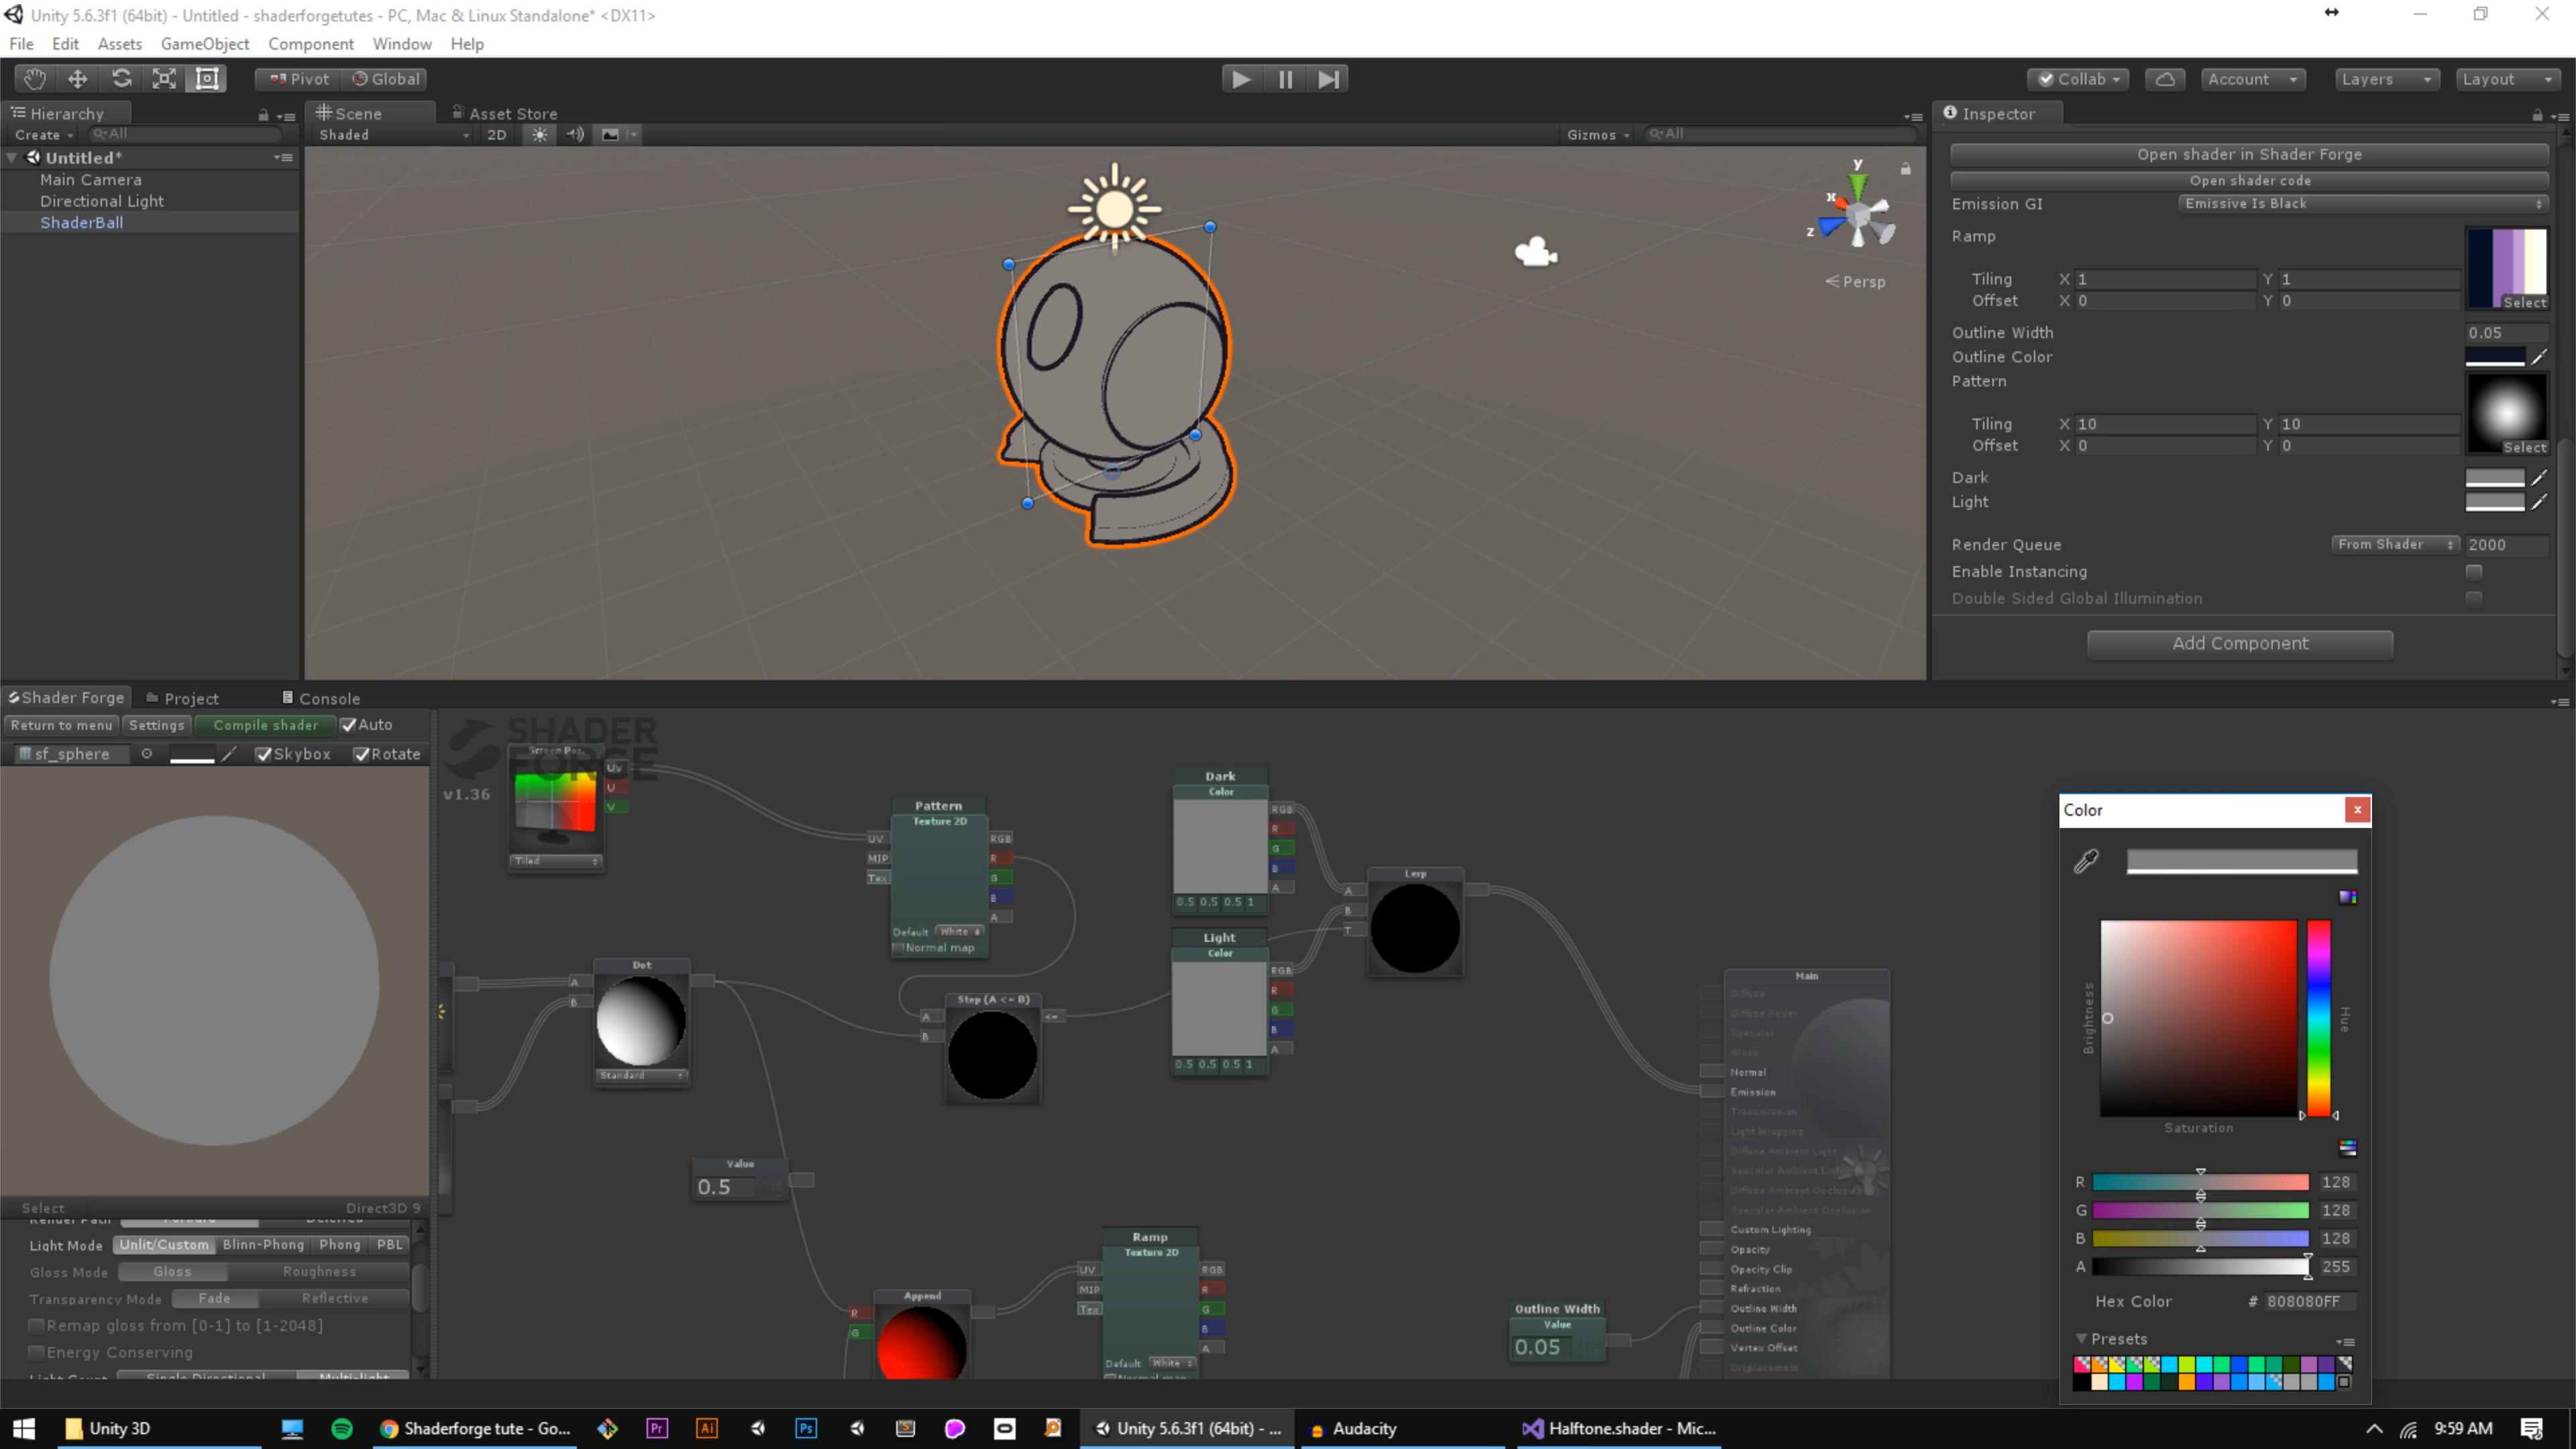 Unity 5.6.3f1 (64bit) - Untitled - shaderforgetutes - PC, Mac & Linux Standalone* <DX11>
File Edit Assets GameObject Component Window Help
Pivot Global Collab Account Layers Layout
Hierarchy
Create All
Untitled*
Main Camera
Directional Light
ShaderBall
Scene Asset Store
Shaded 2D Gizmos All
y
x
z
Persp
Inspector
Open shader in Shader Forge
Open shader code
Emission GI Emissive Is Black
Ramp
Tiling X 1 Y 1
Offset X 0 Y 0
Select
Outline Width 0.05
Outline Color
Pattern
Tiling X 10 Y 10
Offset X 0 Y 0
Select
Dark
Light
Render Queue From Shader 2000
Enable Instancing
Double Sided Global Illumination
Add Component
Shader Forge Project Console
Return to menu Settings Compile shader Auto
sf_sphere Skybox Rotate
Select Direct3D 9
Render Path Forward Deferred
Light Mode Unlit/Custom Blinn-Phong Phong PBL
Gloss Mode Gloss Roughness
Transparency Mode Fade Reflective
Remap gloss from [0-1] to [1-2048]
Energy Conserving
Light Count Single Directional Multi-light
SHADER
FORGE
v1.36
Screen Pos.
UV
U
V
Tiled
Pattern
Texture 2D
UV RGB
MIP R
Tex G
B
A
Default White
Normal map
Dot
A
B
Standard
Step (A <= B)
A <=
B
Dark
Color
RGB
R
G
B
A
0.5 0.5 0.5 1
Light
Color
RGB
R
G
B
A
0.5 0.5 0.5 1
Lerp
A
B
T
Value
0.5
Append
R
G
Ramp
Texture 2D
UV RGB
MIP R
Tex G
B
A
Default White
Normal map
Outline Width
Value
0.05
Main
Diffuse
Diffuse Power
Specular
Gloss
Normal
Emission
Transmission
Light Wrapping
Diffuse Ambient Light
Specular Ambient Light
Diffuse Ambient Occlusion
Specular Ambient Occlusion
Custom Lighting
Opacity
Opacity Clip
Refraction
Outline Width
Outline Color
Vertex Offset
Displacement
Color
x
Brightness
Hue
Saturation
R 128
G 128
B 128
A 255
Hex Color # 808080FF
Presets
Unity 3D Shaderforge tute - Go... Pr Ai Ps Unity 5.6.3f1 (64bit) - ... Audacity Halftone.shader - Mic... 9:59 AM